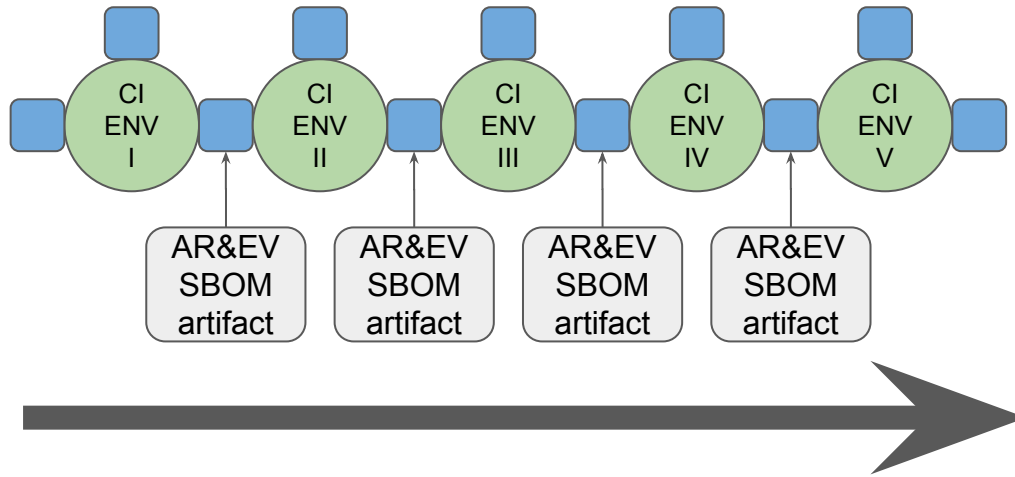 CI
ENV
I
CI
ENV
II
CI
ENV
III
CI
ENV
IV
CI
ENV
V
AR&EV
SBOM
artifact
AR&EV
SBOM
artifact
AR&EV
SBOM
artifact
AR&EV
SBOM
artifact